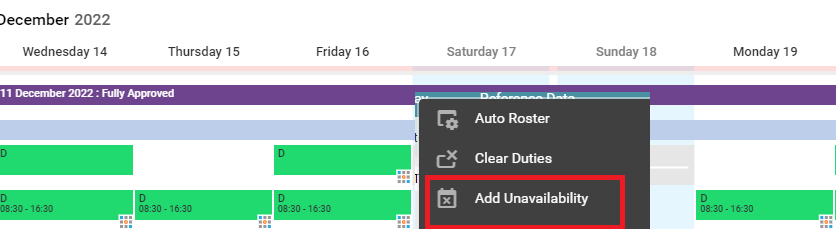 December 2022
Wednesday 14 Thursday 15 Friday 16 Saturday 17 Sunday 18 Monday 19
11 December 2022 : Fully Approved
Reference Data
Auto Roster
D D
Clear Duties
Add Unavailability
D D D D
08:30 - 16:30 08:30 - 16:30 08:30 - 16:30 08:30 - 16:30